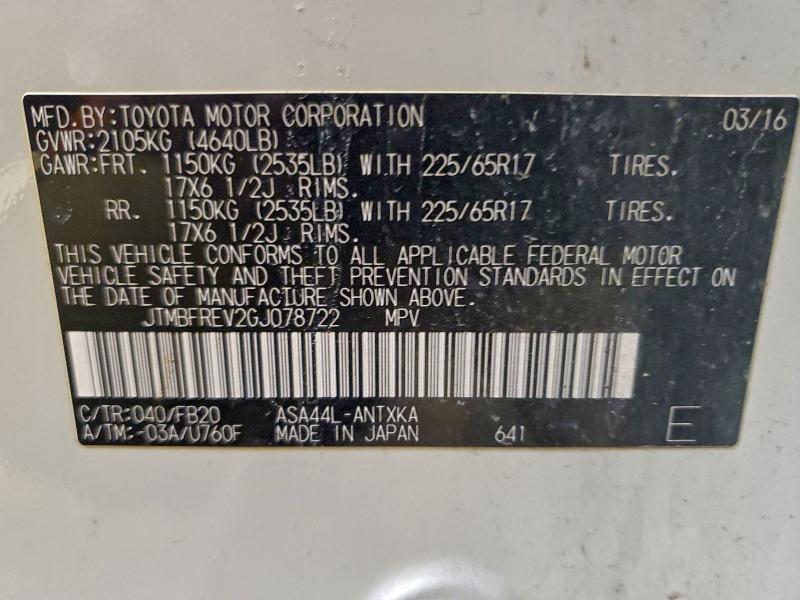 MFD.BY:TOYOTA MOTOR CORPORATION 03/16
GVWR:2105KG (4640LB)
GAWR:FRT. 1150KG (2535LB) WITH 225/65R17 TIRES.
17X6 1/2J RIMS.
RR. 1150KG (2535LB) WITH 225/65R17 TIRES.
17X6 1/2J RIMS.
THIS VEHICLE CONFORMS TO ALL APPLICABLE FEDERAL MOTOR
VEHICLE SAFETY AND THEFT PREVENTION STANDARDS IN EFFECT ON
THE DATE OF MANUFACTURE SHOWN ABOVE.
JTMBFREV2GJ078722 MPV
C/TR:040/FB20 ASA44L-ANTXKA
A/TM:-03A/U760F MADE IN JAPAN 641 E